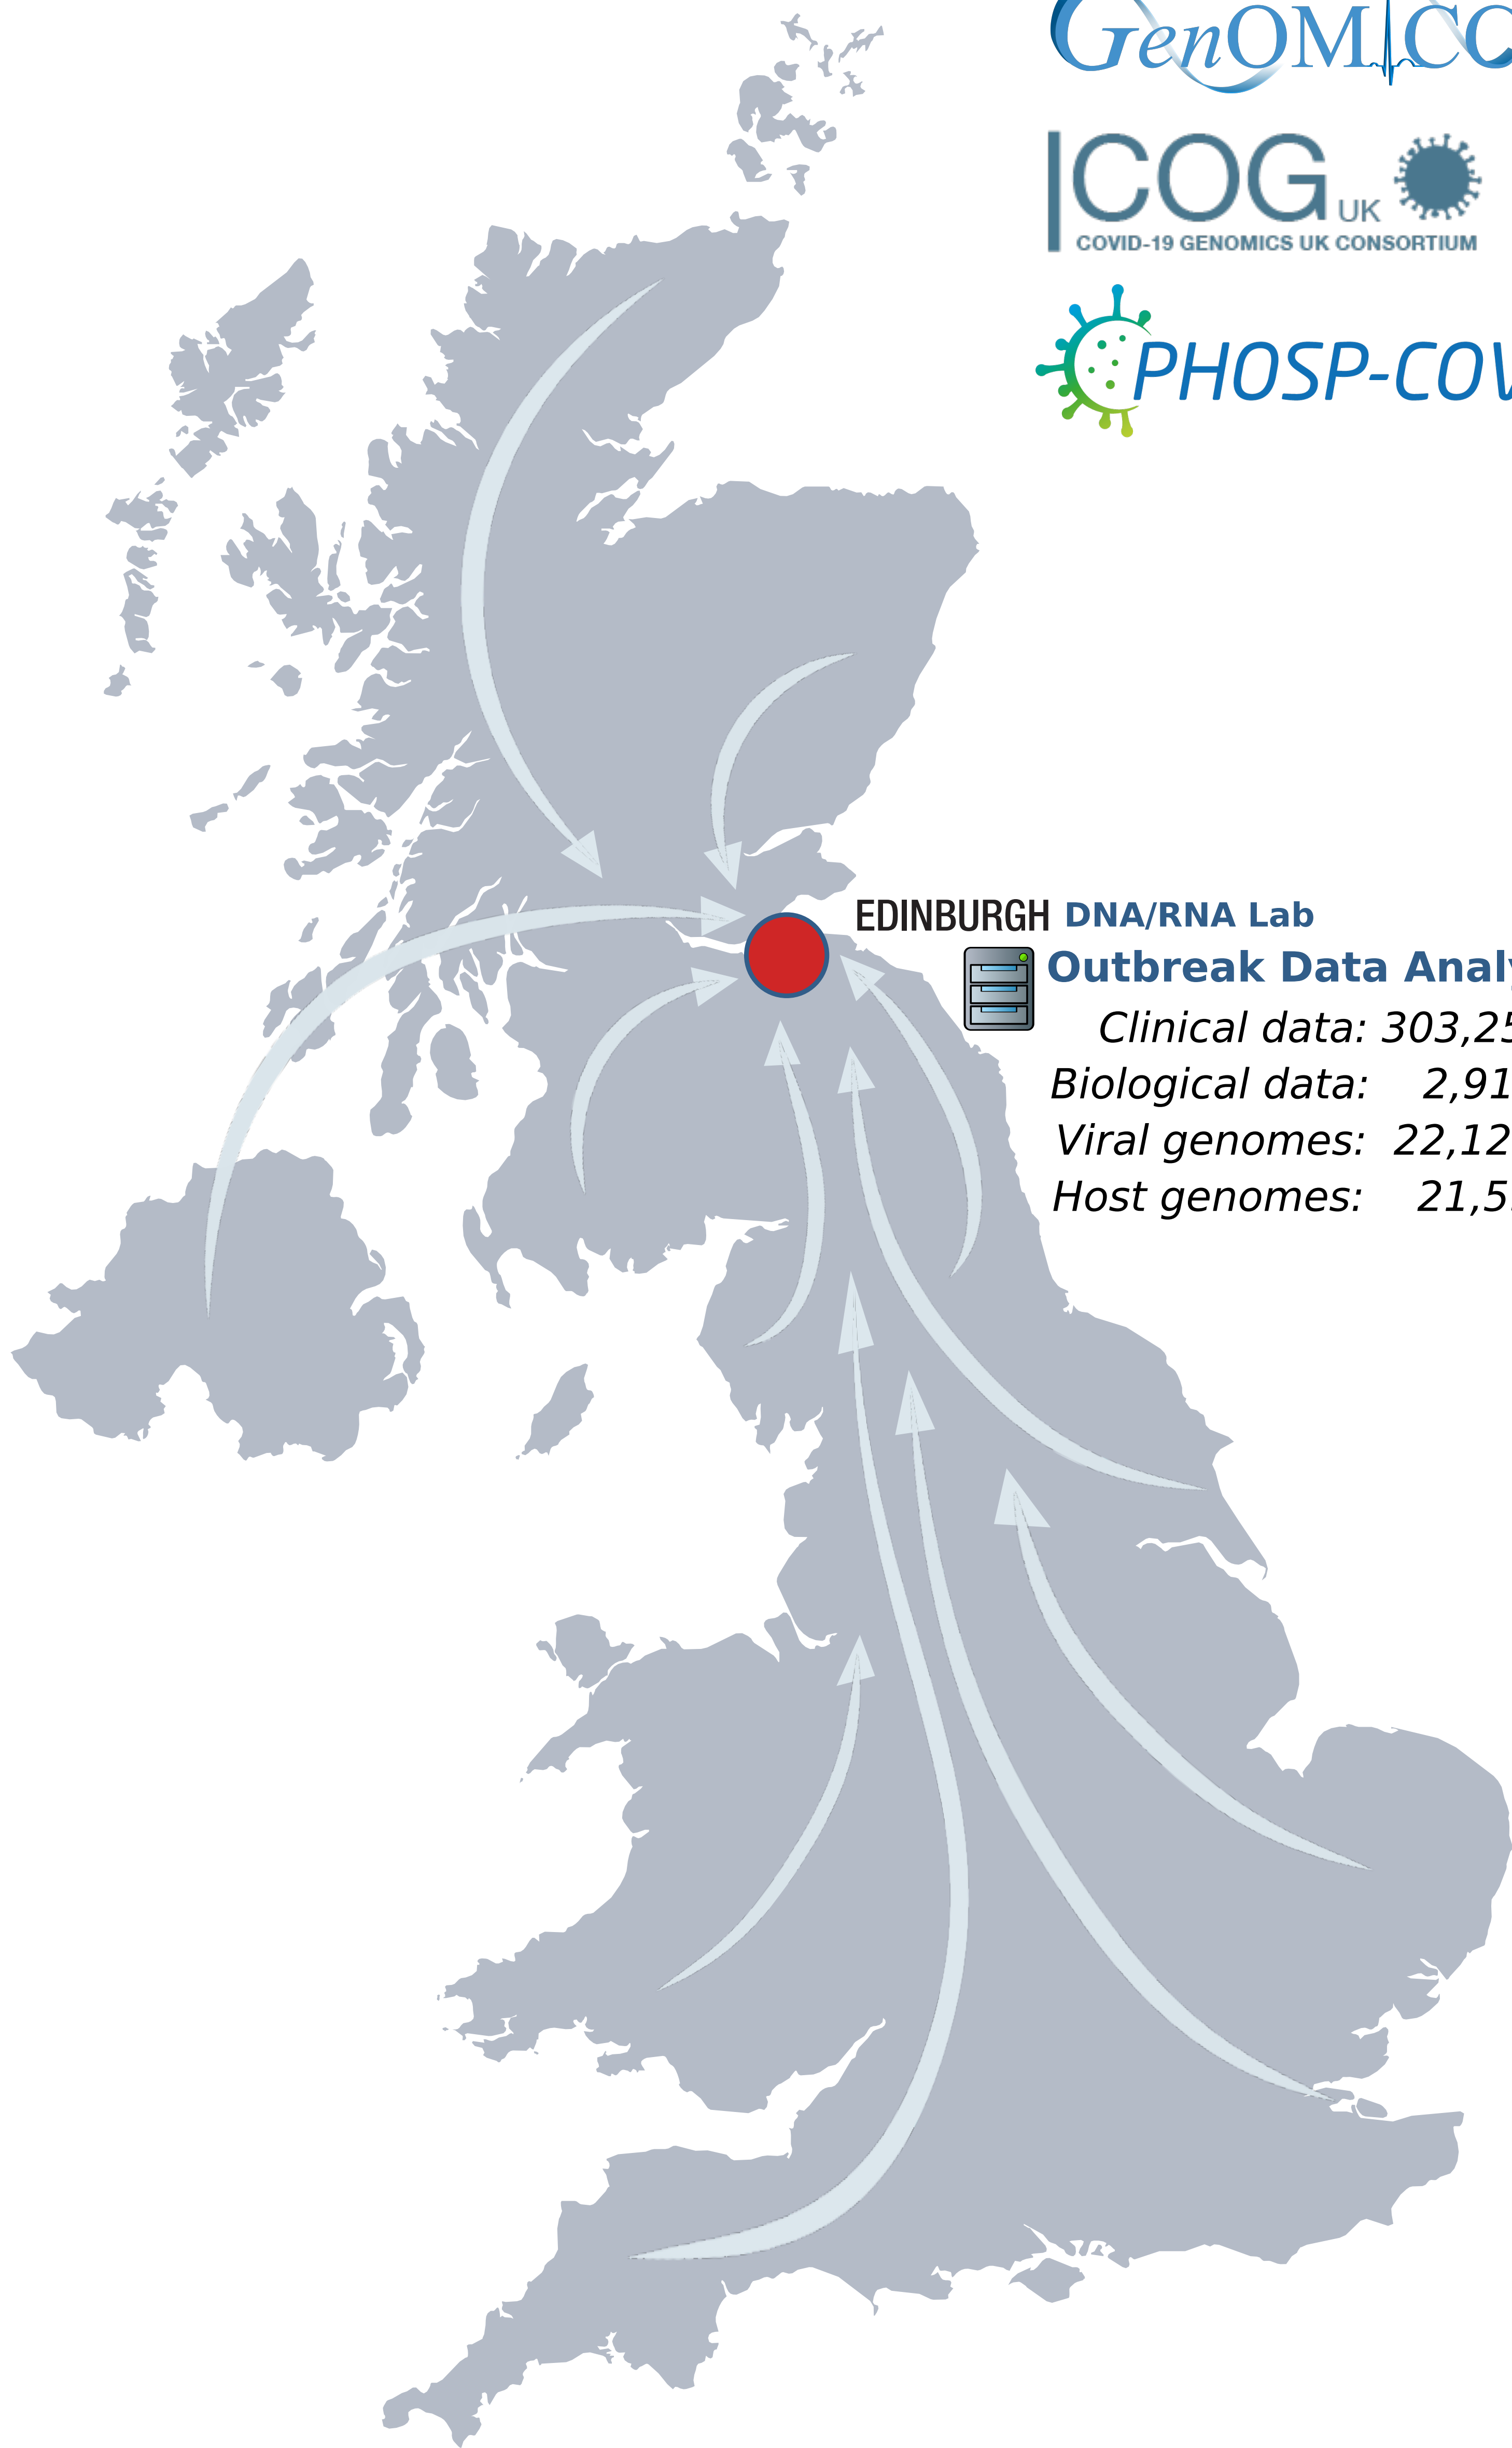 GenOMICC
COG UK
COVID-19 GENOMICS UK CONSORTIUM
PHOSP-COV
EDINBURGH DNA/RNA Lab
Outbreak Data Analy
Clinical data: 303,25
Biological data: 2,91
Viral genomes: 22,12
Host genomes: 21,5